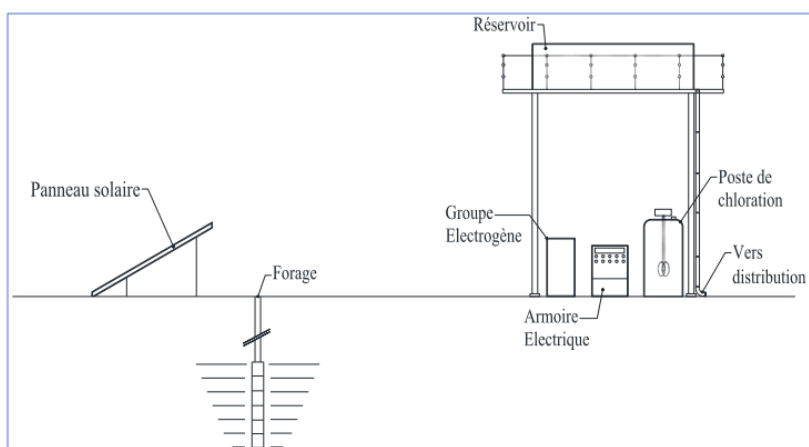 Réservoir
Panneau solaire
Groupe
Electrogène
Poste de
chloration
Forage
Vers
distribution
Armoire
Electrique